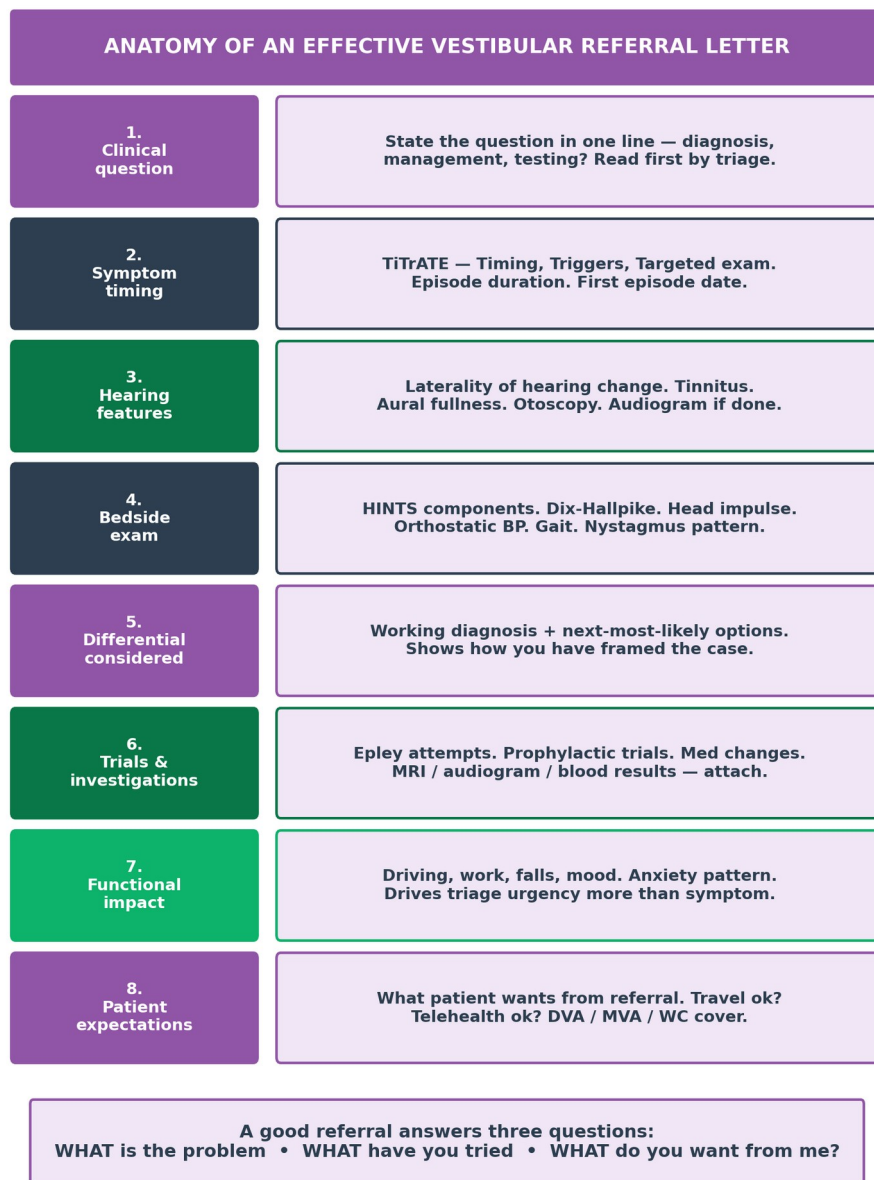 ANATOMY OF AN EFFECTIVE VESTIBULAR REFERRAL LETTER
1.
Clinical
question
State the question in one line — diagnosis,
management, testing? Read first by triage.
2.
Symptom
timing
TiTrATE — Timing, Triggers, Targeted exam.
Episode duration. First episode date.
3.
Hearing
features
Laterality of hearing change. Tinnitus.
Aural fullness. Otoscopy. Audiogram if done.
4.
Bedside
exam
HINTS components. Dix-Hallpike. Head impulse.
Orthostatic BP. Gait. Nystagmus pattern.
5.
Differential
considered
Working diagnosis + next-most-likely options.
Shows how you have framed the case.
6.
Trials &
investigations
Epley attempts. Prophylactic trials. Med changes.
MRI / audiogram / blood results — attach.
7.
Functional
impact
Driving, work, falls, mood. Anxiety pattern.
Drives triage urgency more than symptom.
8.
Patient
expectations
What patient wants from referral. Travel ok?
Telehealth ok? DVA / MVA / WC cover.
A good referral answers three questions:
WHAT is the problem • WHAT have you tried • WHAT do you want from me?